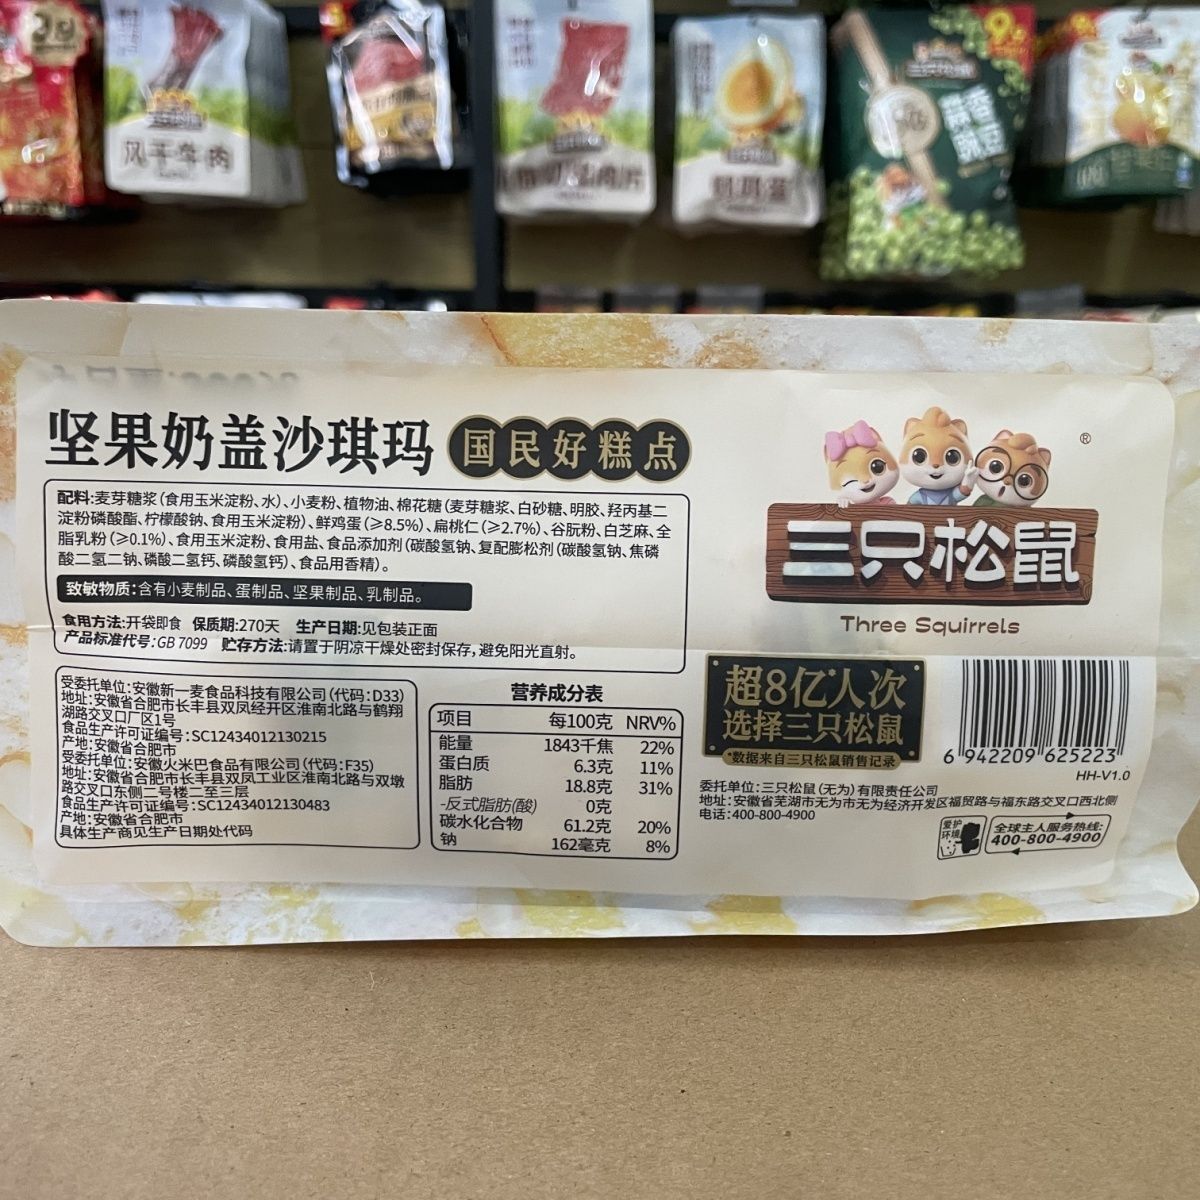 风干牛肉
坚果奶盖沙琪玛
国民好糕点
配料:麦芽糖浆(食用玉米淀粉、水)、小麦粉、植物油、棉花糖(麦芽糖浆、白砂糖、明胶、羟丙基二
淀粉磷酸酯、柠檬酸钠、食用玉米淀粉)、鲜鸡蛋(≥8.5%)、扁桃仁(≥2.7%)、谷朊粉、白芝麻、全
脂乳粉(≥0.1%)、食用玉米淀粉、食用盐、食品添加剂(碳酸氢钠、复配膨松剂(碳酸氢钠、焦磷
酸二氢二钠、磷酸二氢钙、磷酸氢钙)、食品用香精)。
致敏物质:含有小麦制品、蛋制品、坚果制品、乳制品。
食用方法:开袋即食 保质期:270天 生产日期:见包装正面
产品标准代号:GB 7099 贮存方法:请置于阴凉干燥处密封保存,避免阳光直射。
受委托单位:安徽新一麦食品科技有限公司(代码:D33)
地址:安徽省合肥市长丰县双凤经开区淮南北路与鹤翔
湖路交叉口厂区1号
食品生产许可证编号:SC12434012130215
产地:安徽省合肥市
受委托单位:安徽火米巴食品有限公司(代码:F35)
地址:安徽省合肥市长丰县双凤工业区淮南北路与双墩
路交叉口东侧二号楼二至三层
食品生产许可证编号:SC12434012130483
产地:安徽省合肥市
具体生产商见生产日期处代码
营养成分表
项目 每100克 NRV%
能量 1843千焦 22%
蛋白质 6.3克 11%
脂肪 18.8克 31%
-反式脂肪(酸) 0克
碳水化合物 61.2克 20%
钠 162毫克 8%
®
三只松鼠
Three Squirrels
超8亿*人次
选择三只松鼠
*数据来自三只松鼠销售记录
6 942209 625223
HH-V1.0
委托单位:三只松鼠(无为)有限责任公司
地址:安徽省芜湖市无为市无为经济开发区福贸路与福东路交叉口西北侧
电话:400-800-4900
爱护
环境
全球主人服务热线:
400-800-4900